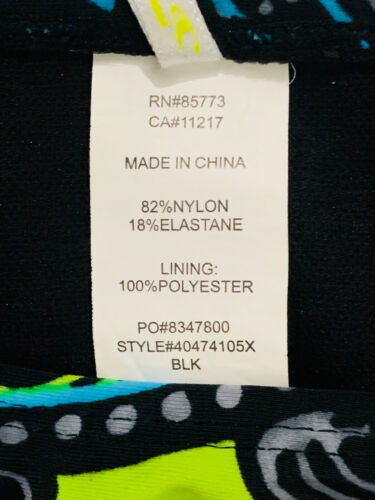 RN#85773
CA#11217
MADE IN CHINA
82%NYLON
18%ELASTANE
LINING:
100%POLYESTER
PO#8347800
STYLE#40474105X
BLK